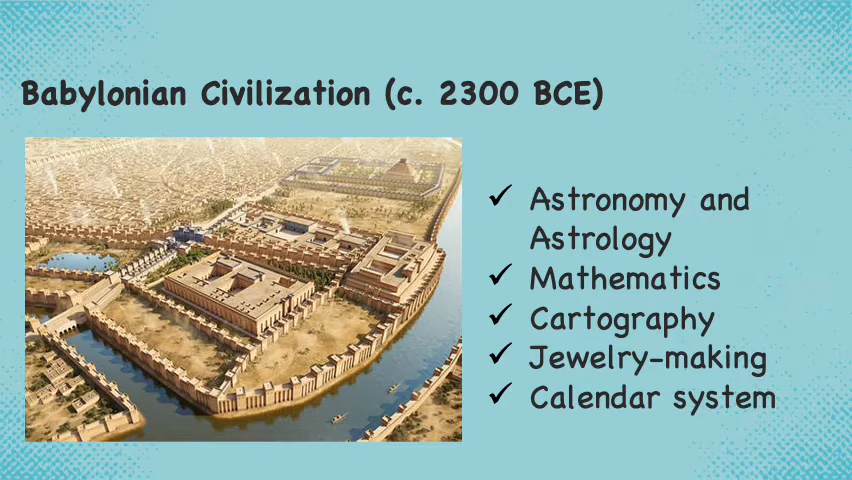 Babylonian Civilization (c. 2300 BCE)
✓ Astronomy and
Astrology
✓ Mathematics
✓ Cartography
✓ Jewelry-making
✓ Calendar system